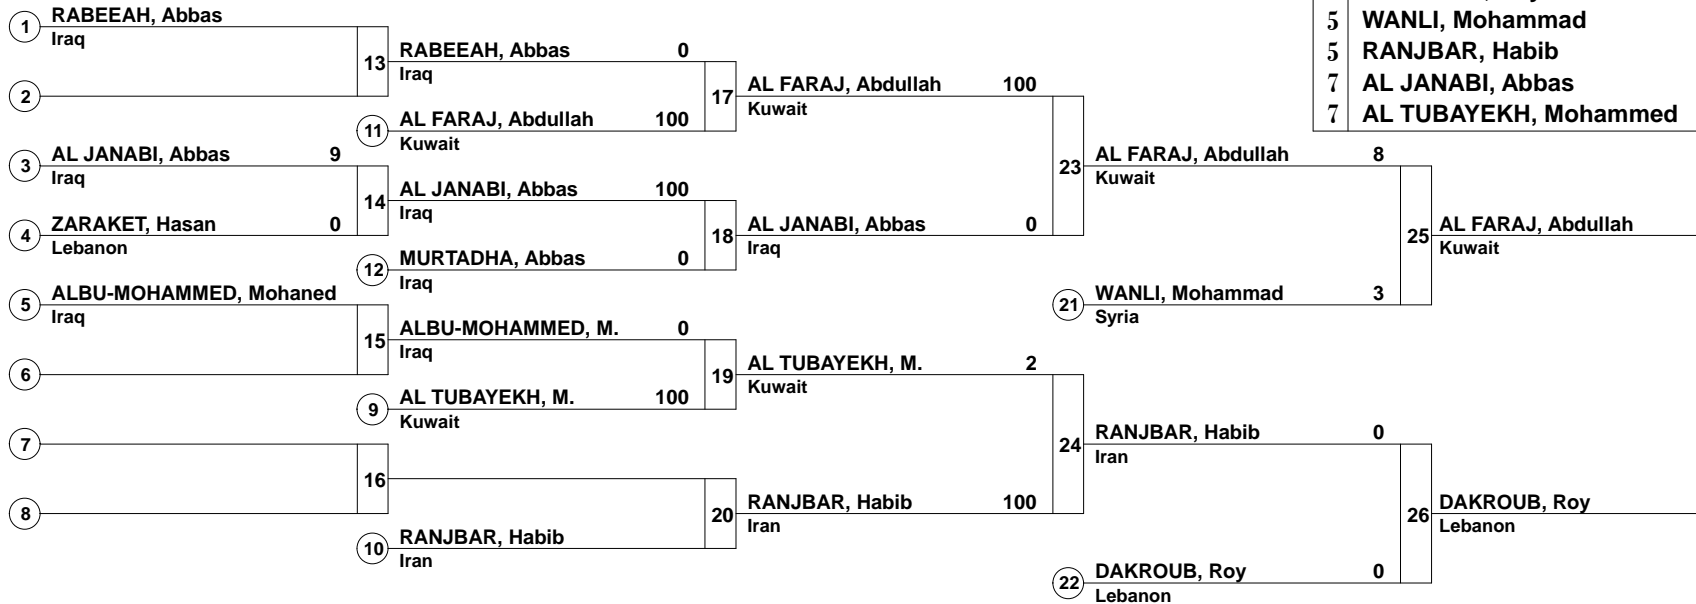 1 RABEEAH, Abbas
Iraq
2
3 AL JANABI, Abbas 9
Iraq
4 ZARAKET, Hasan 0
Lebanon
5 ALBU-MOHAMMED, Mohaned
Iraq
6
7
8
13 RABEEAH, Abbas 0
Iraq
11 AL FARAJ, Abdullah 100
Kuwait
14 AL JANABI, Abbas 100
Iraq
12 MURTADHA, Abbas 0
Iraq
15 ALBU-MOHAMMED, M. 0
Iraq
9 AL TUBAYEKH, M. 100
Kuwait
16
10 RANJBAR, Habib
Iran
17 AL FARAJ, Abdullah 100
Kuwait
18 AL JANABI, Abbas 0
Iraq
19 AL TUBAYEKH, M. 2
Kuwait
20 RANJBAR, Habib 100
Iran
23 AL FARAJ, Abdullah 8
Kuwait
21 WANLI, Mohammad 3
Syria
24 RANJBAR, Habib 0
Iran
22 DAKROUB, Roy 0
Lebanon
25 AL FARAJ, Abdullah
Kuwait
26 DAKROUB, Roy
Lebanon
5 WANLI, Mohammad
5 RANJBAR, Habib
7 AL JANABI, Abbas
7 AL TUBAYEKH, Mohammed